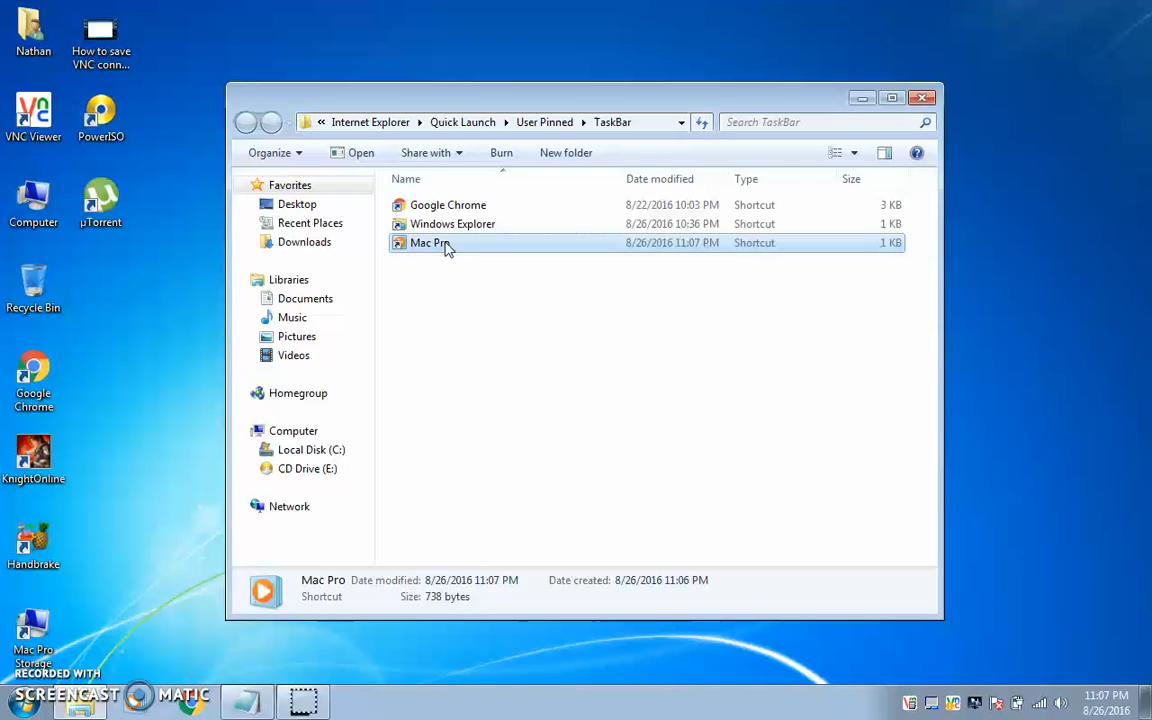 Nathan
How to save
VNC conn...
VNC Viewer
PowerISO
Computer
µTorrent
Recycle Bin
Google
Chrome
KnightOnline
Handbrake
Mac Pro
Storage
« Internet Explorer Quick Launch User Pinned TaskBar
Search TaskBar
Organize Open Share with Burn New folder
Favorites
Desktop
Recent Places
Downloads
Libraries
Documents
Music
Pictures
Videos
Homegroup
Computer
Local Disk (C:)
CD Drive (E:)
Network
Name Date modified Type Size
Google Chrome 8/22/2016 10:03 PM Shortcut 3 KB
Windows Explorer 8/26/2016 10:36 PM Shortcut 1 KB
Mac Pro 8/26/2016 11:07 PM Shortcut 1 KB
Mac Pro Date modified: 8/26/2016 11:07 PM Date created: 8/26/2016 11:06 PM
Shortcut Size: 738 bytes
RECORDED WITH
SCREENCAST MATIC
11:07 PM
8/26/2016